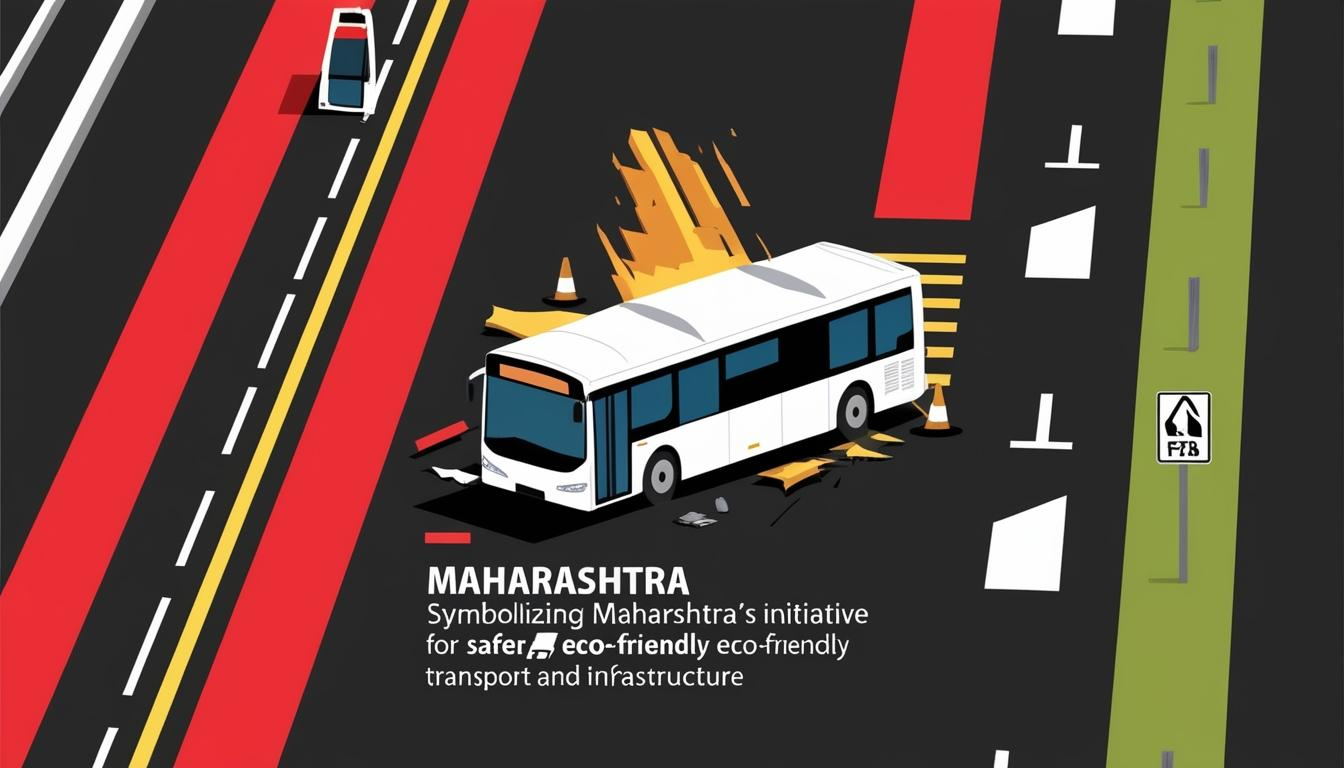 FTB
MAHARASHTRA
Symbollizing Maharshtra's initiative
for safer eco-friendly eco-friendly
transport and infrastructure